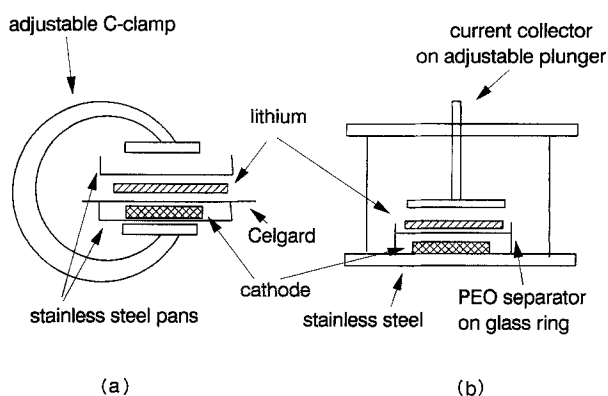 adjustable C-clamp
current collector
on adjustable plunger
lithium
Celgard
cathode
stainless steel pans
stainless steel
PEO separator
on glass ring
(a)
(b)